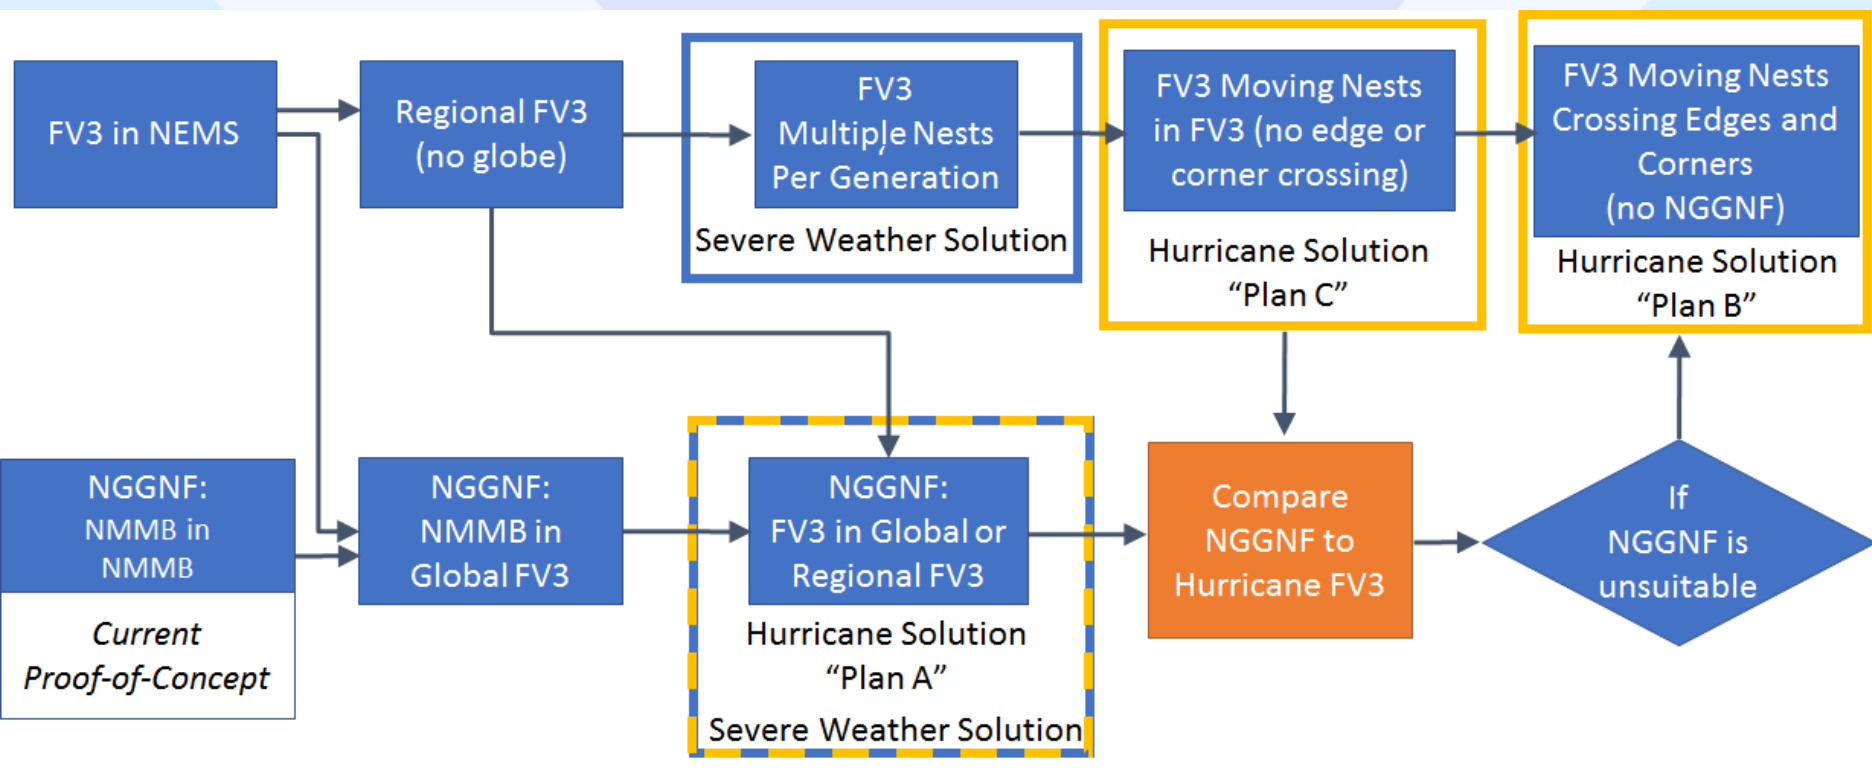 FV3 in NEMS
Regional FV3
(no globe)
FV3
Multiple Nests
Per Generation
Severe Weather Solution
FV3 Moving Nests
in FV3 (no edge or
corner crossing)
Hurricane Solution
“Plan C”
FV3 Moving Nests
Crossing Edges and
Corners
(no NGGNF)
Hurricane Solution
“Plan B”
NGGNF:
NMMB in
NMMB
Current
Proof-of-Concept
NGGNF:
NMMB in
Global FV3
NGGNF:
FV3 in Global or
Regional FV3
Hurricane Solution
“Plan A”
Severe Weather Solution
Compare
NGGNF to
Hurricane FV3
If
NGGNF is
unsuitable